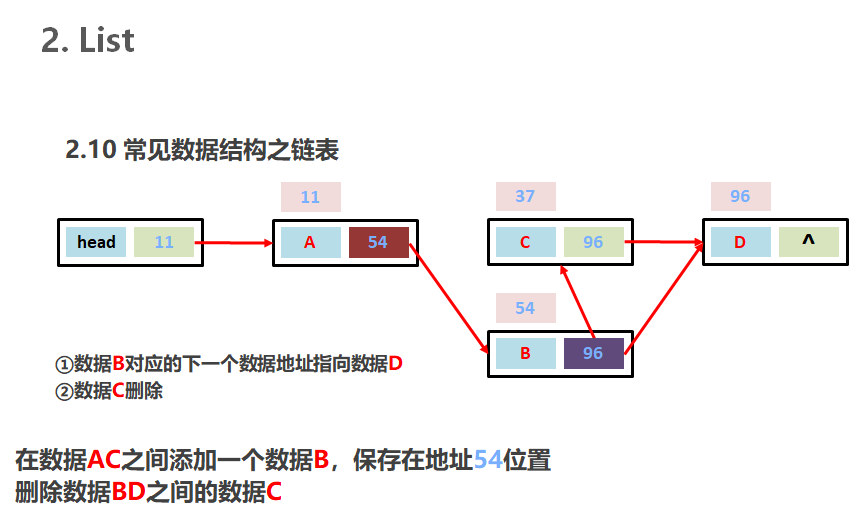 2. List
2.10 常见数据结构之链表
11
37
96
head 11
A 54
C 96
D ^
54
B 96
①数据B对应的下一个数据地址指向数据D
②数据C删除
在数据AC之间添加一个数据B，保存在地址54位置
删除数据BD之间的数据C